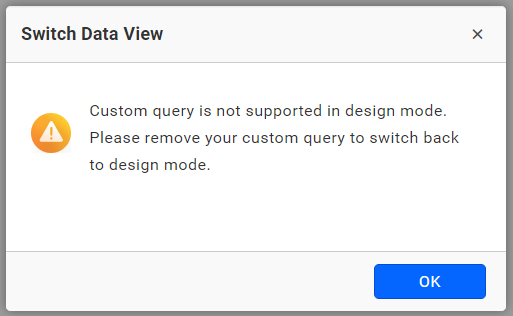 Switch Data View
×
Custom query is not supported in design mode.
Please remove your custom query to switch back
to design mode.
OK